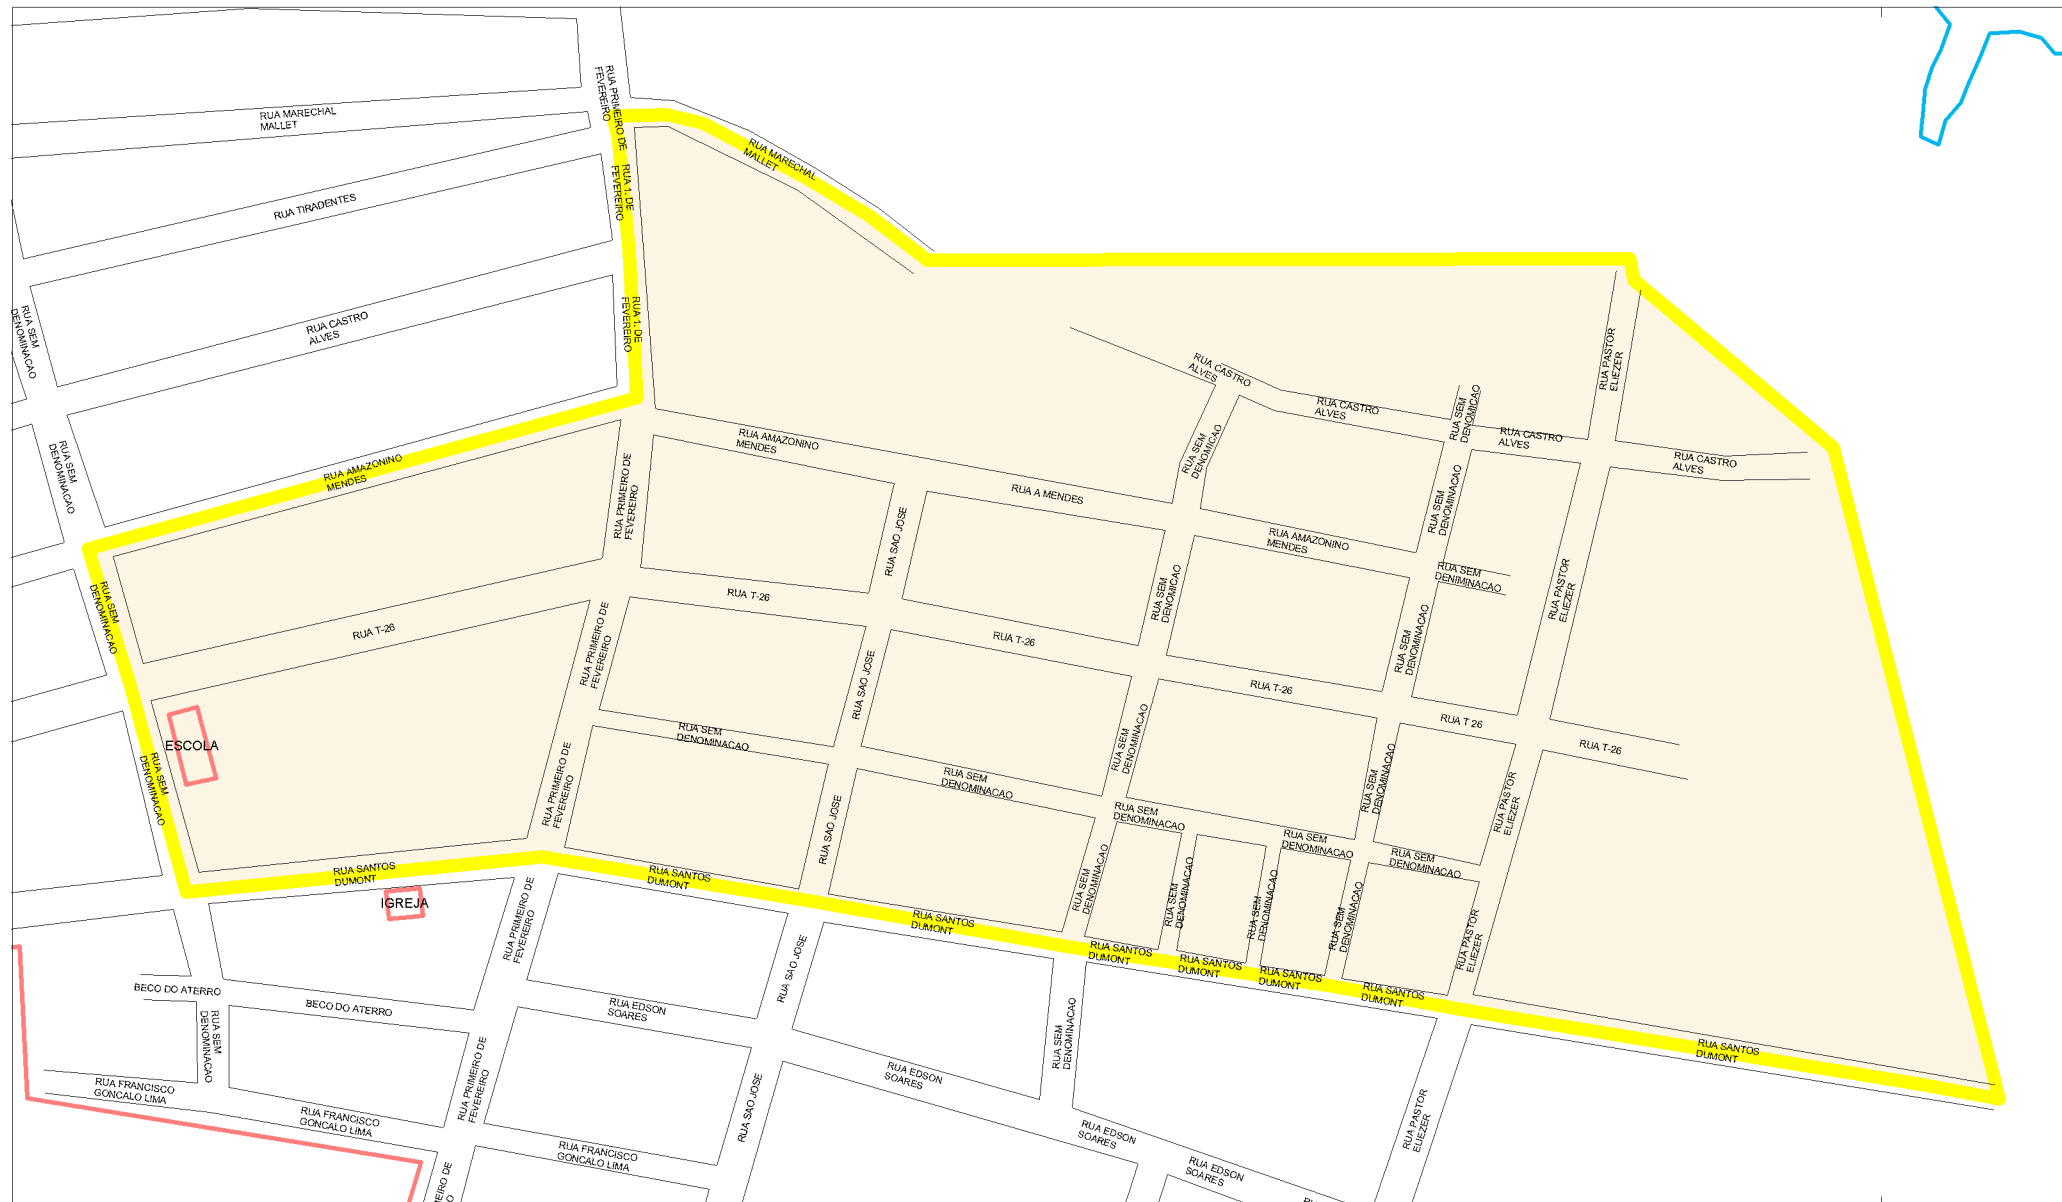 RUA PRIMEIRO DE
FEVEREIRO
RUA MARECHAL
MALLET
RUA MARECHAL
MALLET
RUA 1. DE
FEVEREIRO
RUA TIRADENTES
RUA SEM
DENOMINACAO
RUA CASTRO
ALVES
RUA 1. DE
FEVEREIRO
RUA CASTRO
ALVES
RUA PASTOR
ELIEZER
RUA CASTRO
ALVES
RUA SEM
DENOMICAO
RUA CASTRO
ALVES
RUA CASTRO
ALVES
RUA SEM
DENOMINACAO
RUA AMAZONINO
MENDES
RUA PRIMEIRO DE
FEVEREIRO
RUA AMAZONINO
MENDES
RUA SEM
DENOMICAO
RUA A MENDES
RUA SEM
DENOMINACAO
RUA SAO JOSE
RUA AMAZONINO
MENDES
RUA SEM
DENIMINACAO
RUA PASTOR
ELIEZER
RUA SEM
DENOMINACAO
RUA T-26
RUA T-26
RUA PRIMEIRO DE
FEVEREIRO
RUA SEM
DENOMICAO
RUA T-26
RUA SEM
DENOMINACAO
RUA SAO JOSE
RUA T-26
RUA T 26
RUA T-26
ESCOLA
RUA SEM
DENOMINACAO
RUA SEM
DENOMINACAO
RUA PRIMEIRO DE
FEVEREIRO
RUA SEM
DENOMINACAO
RUA SEM
DENOMINACAO
RUA SEM
DENOMINACAO
RUA PASTOR
ELIEZER
RUA SAO JOSE
RUA SEM
DENOMINACAO
RUA SEM
DENOMINACAO
RUA SEM
DENOMINACAO
RUA SANTOS
DUMONT
RUA SANTOS
DUMONT
RUA SEM
DENOMINACAO
RUA SEM
DENOMINACAO
RUA SEM
DENOMINACAO
RUA SEM
DENOMINACAO
RUA PASTOR
ELIEZER
IGREJA
RUA PRIMEIRO DE
FEVEREIRO
RUA SANTOS
DUMONT
RUA SANTOS
DUMONT
RUA SANTOS
DUMONT
RUA SANTOS
DUMONT
RUA SANTOS
DUMONT
RUA SANTOS
DUMONT
RUA SAO JOSE
BECO DO ATERRO
BECO DO ATERRO
RUA EDSON
SOARES
RUA SEM
DENOMINACAO
RUA SEM
DENOMINACAO
RUA PRIMEIRO DE
FEVEREIRO
RUA EDSON
SOARES
RUA FRANCISCO
GONCALO LIMA
RUA SAO JOSE
RUA PASTOR
ELIEZER
RUA FRANCISCO
GONCALO LIMA
RUA EDSON
SOARES
RUA FRANCISCO
GONCALO LIMA
RUA EDSON
SOARES